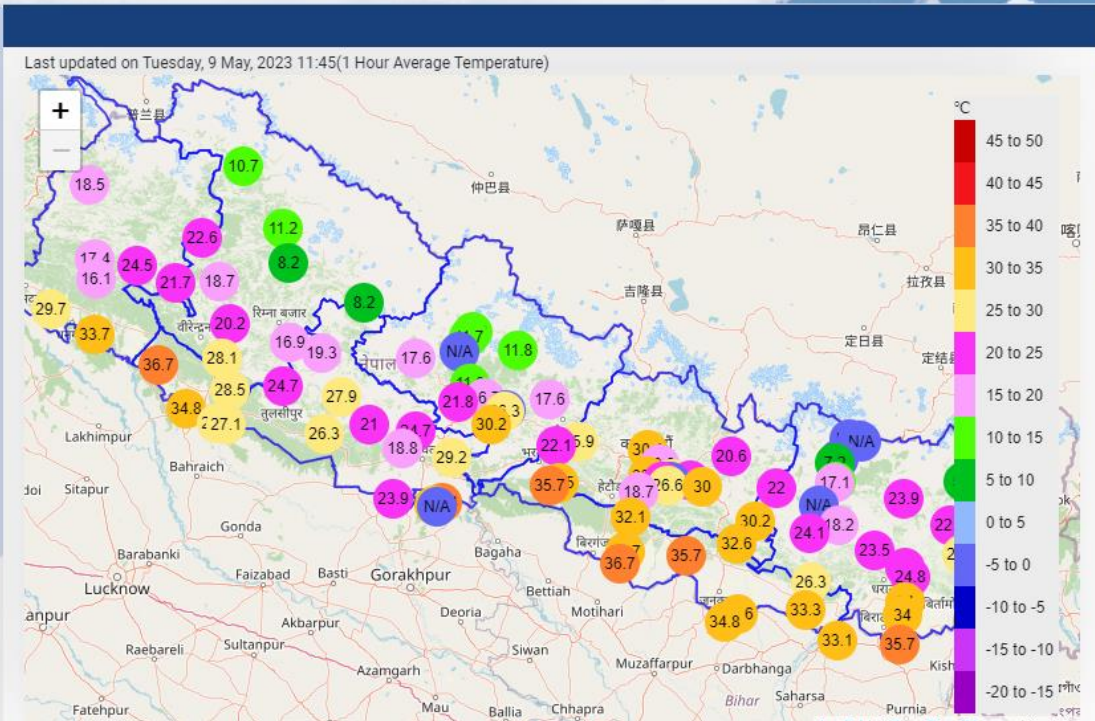 Last updated on Tuesday, 9 May, 2023 11:45(1 Hour Average Temperature)
+
−
°C
45 to 50
40 to 45
35 to 40
30 to 35
25 to 30
20 to 25
15 to 20
10 to 15
5 to 10
0 to 5
-5 to 0
-10 to -5
-15 to -10
-20 to -15
普兰县
10.7
18.5
仲巴县
11.2
萨嘎县
昂仁县
22.6
17.4
24.5
8.2
16.1
21.7
18.7
拉孜县
吉隆县
8.2
29.7
रिम्ना बजार
20.2
33.7
定日县
16.9
19.3
N/A
11.8
नेपाल
17.6
28.1
36.7
24.7
28.5
27.9
21.8
17.6
34.8
तुलसीपुर
27.1
26.3
21
30.2
Lakhimpur
18.8
29.2
22.1
20.6
N/A
Bahraich
Sitapur
35.7
18.7
26.6
30
22
17.1
23.9
23.9
N/A
N/A
32.1
30.2
24.1
18.2
Gonda
32.6
23.5
Barabanki
Bagaha
36.7
35.7
Faizabad
Basti
Gorakhpur
24.8
26.3
Lucknow
Bettiah
Deoria
Motihari
34.8
33.3
34
Akbarpur
33.1
35.7
Raebareli
Sultanpur
Siwan
Muzaffarpur
Darbhanga
Azamgarh
Saharsa
Bihar
Fatehpur
Mau
Ballia
Chhapra
Purnia